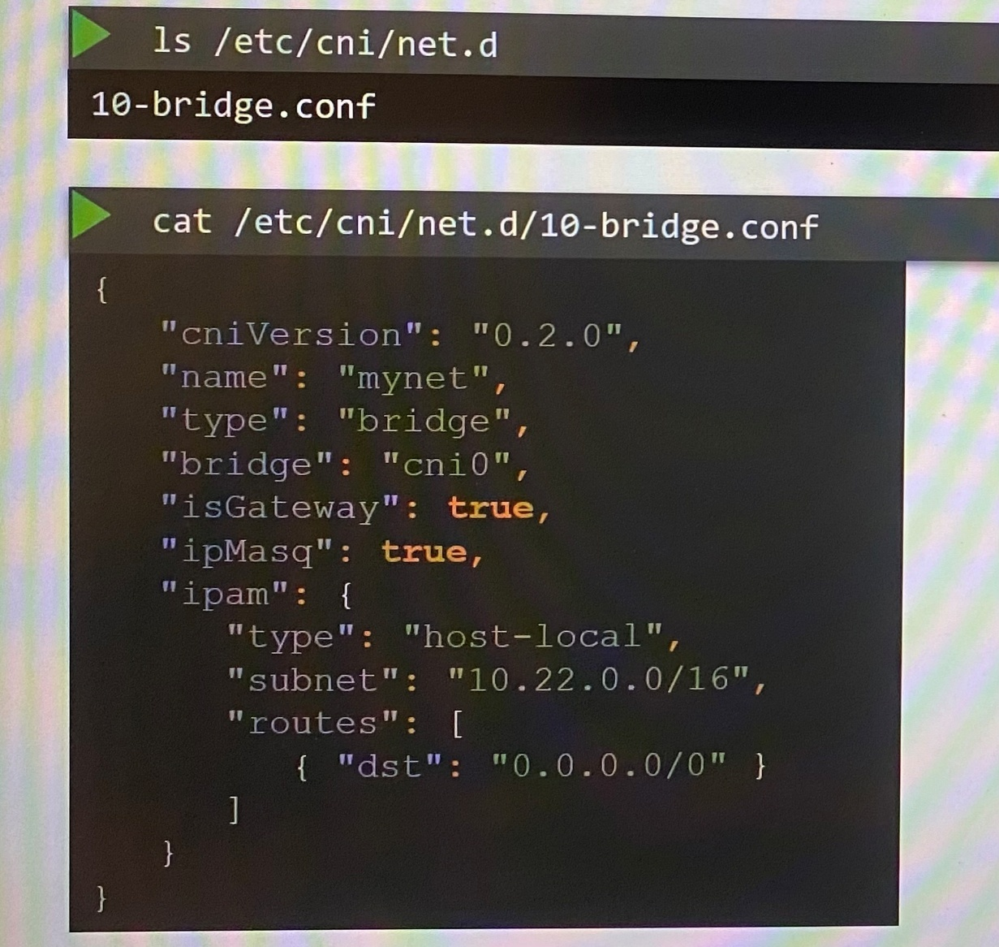 ls /etc/cni/net.d
10-bridge.conf
cat /etc/cni/net.d/10-bridge.conf
{
    "cniVersion": "0.2.0",
    "name": "mynet",
    "type": "bridge",
    "bridge": "cni0",
    "isGateway": true,
    "ipMasq": true,
    "ipam": {
        "type": "host-local",
        "subnet": "10.22.0.0/16",
        "routes": [
            { "dst": "0.0.0.0/0" }
        ]
    }
}